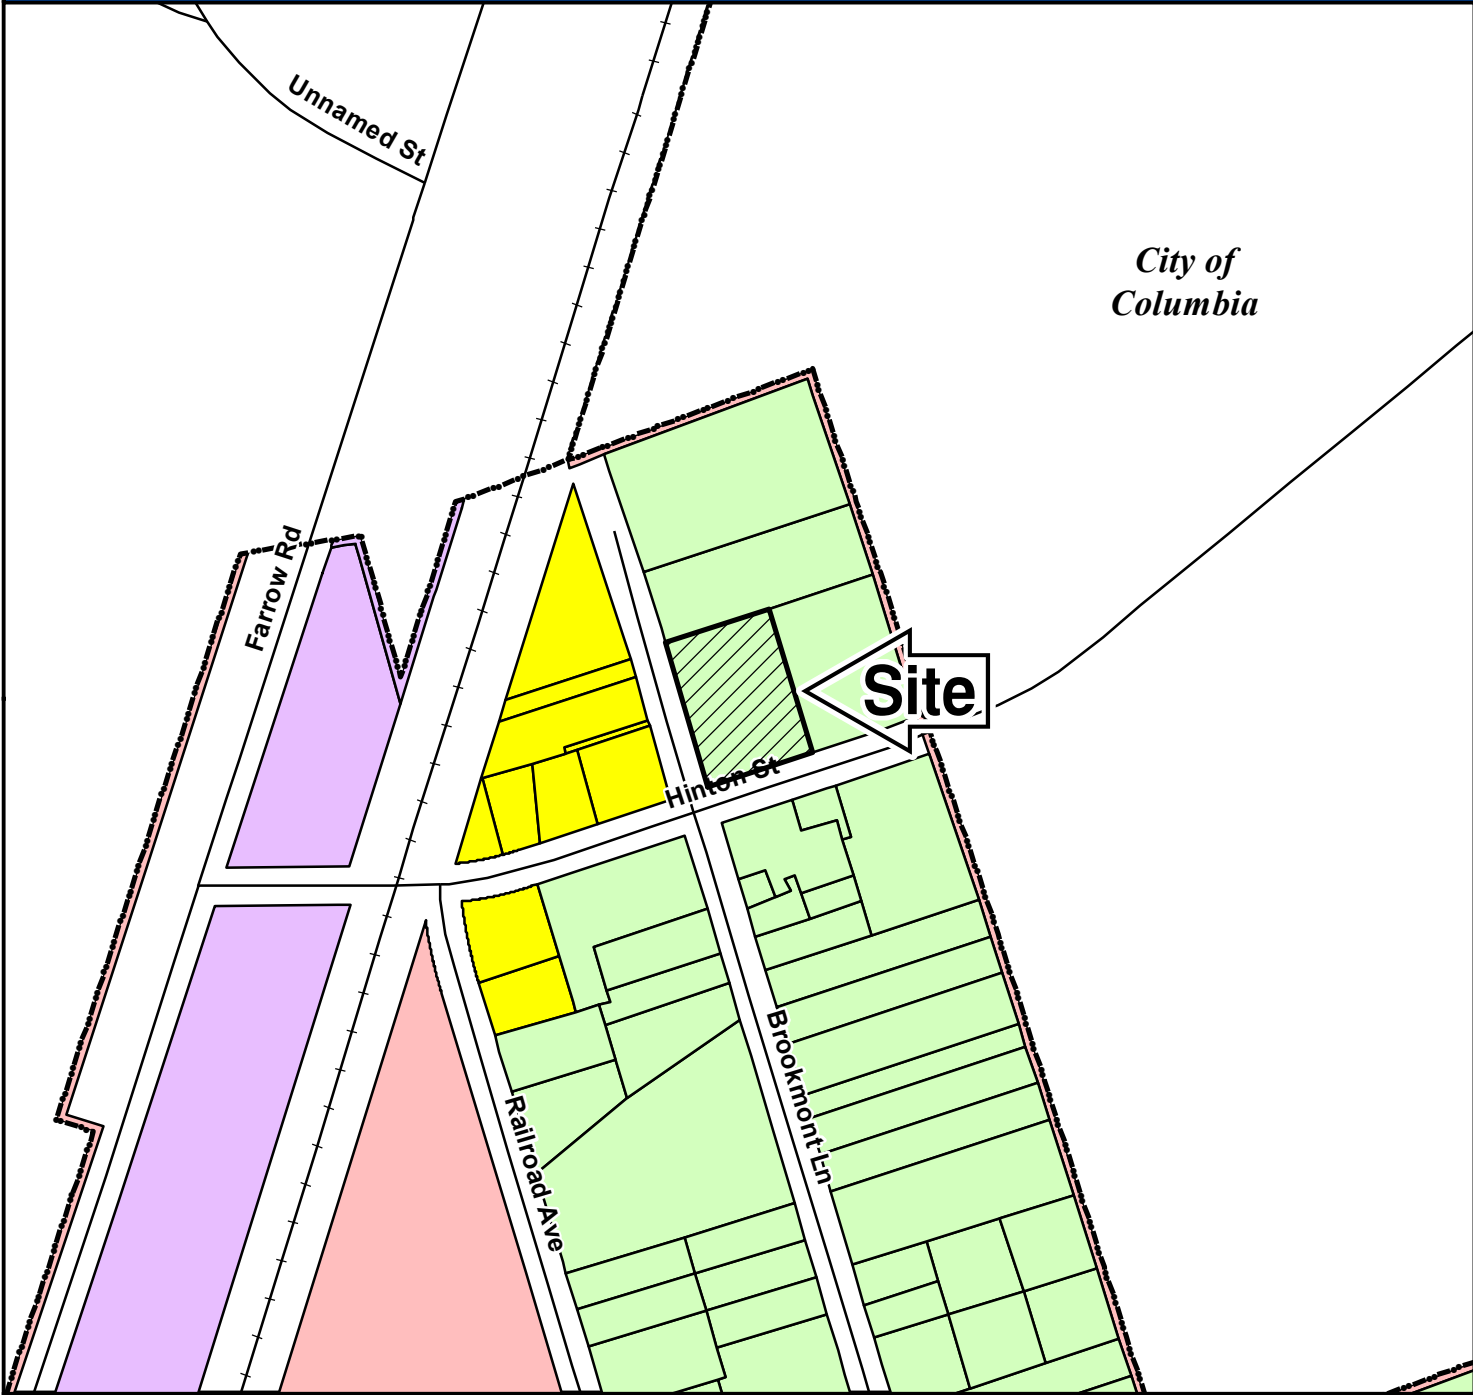 Unnamed St
City of
Columbia
Farrow Rd
Site
Hinton St
Brookmont Ln
Railroad Ave